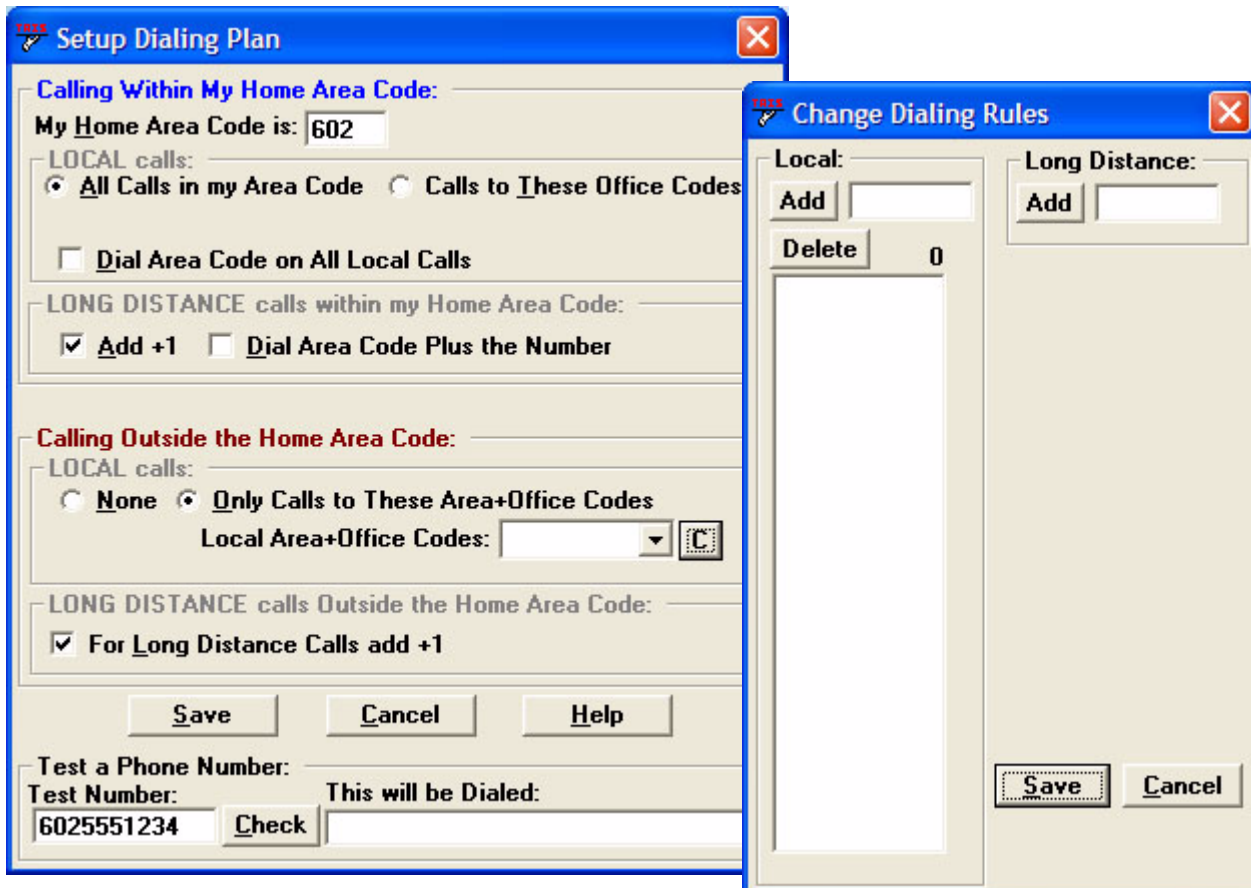 Setup Dialing Plan
Calling Within My Home Area Code:
My Home Area Code is: 602
LOCAL calls:
All Calls in my Area Code Calls to These Office Codes
Dial Area Code on All Local Calls
LONG DISTANCE calls within my Home Area Code:
Add +1 Dial Area Code Plus the Number
Calling Outside the Home Area Code:
LOCAL calls:
None Only Calls to These Area+Office Codes
Local Area+Office Codes: C
LONG DISTANCE calls Outside the Home Area Code:
For Long Distance Calls add +1
Save Cancel Help
Test a Phone Number:
Test Number: This will be Dialed:
6025551234 Check
Change Dialing Rules
Local: Long Distance:
Add Add
Delete 0
Save Cancel